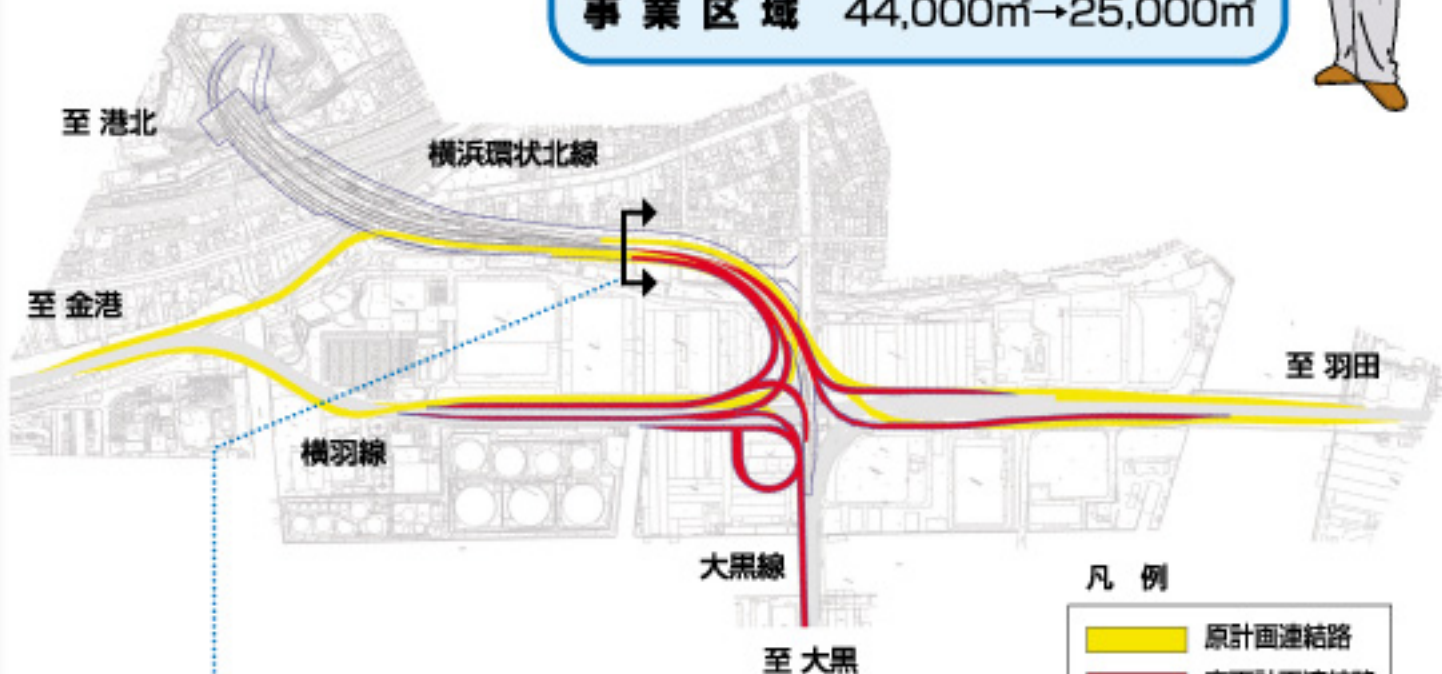 事業区域 44,000㎡→25,000㎡
至 港北
横浜環状北線
至 金港
至 羽田
横羽線
大黒線
凡 例
原計画連結路
至 大黒